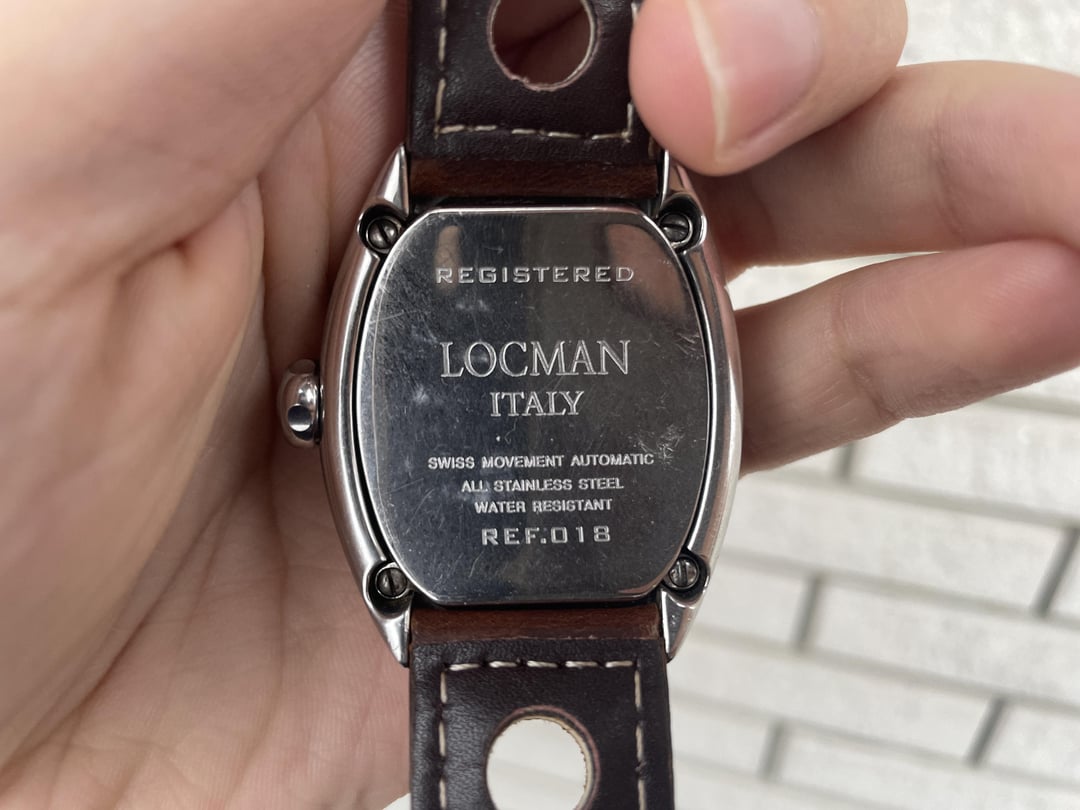 REGISTERED
LOCMAN
ITALY
SWISS MOVEMENT AUTOMATIC
ALL STAINLESS STEEL
WATER RESISTANT
REF.018